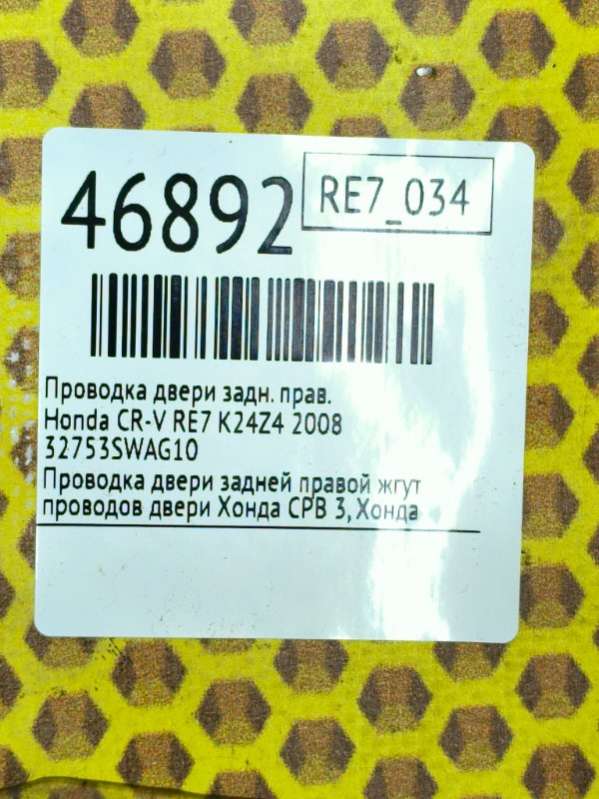 46892
RE7_034
Проводка двери задн. прав.
Honda CR-V RE7 K24Z4 2008
32753SWAG10
Проводка двери задней правой жгут
проводов двери Хонда СРВ 3, Хонда